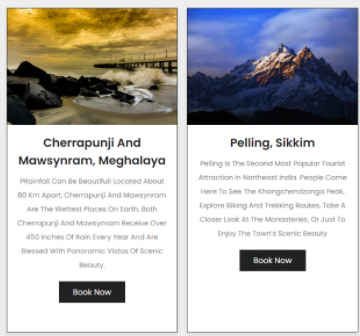 Cherrapunji And
Mawsynram, Meghalaya
PRainfall Can Be Beautiful! Located About
80 Km Apart, Cherrapunji And Mawsynram
Are The Wettest Places On Earth. Both
Cherrapunji And Mawsynram Receive Over
450 Inches Of Rain Every Year And Are
Blessed With Panoramic Vistas Of Scenic
Beauty.
Book Now
Pelling, Sikkim
Pelling Is The Second Most Popular Tourist
Attraction In Northeast India. People Come
Here To See The Khangchendzonga Peak,
Explore Biking And Trekking Routes, Take A
Closer Look At The Monasteries, Or Just To
Enjoy The Town's Scenic Beauty
Book Now